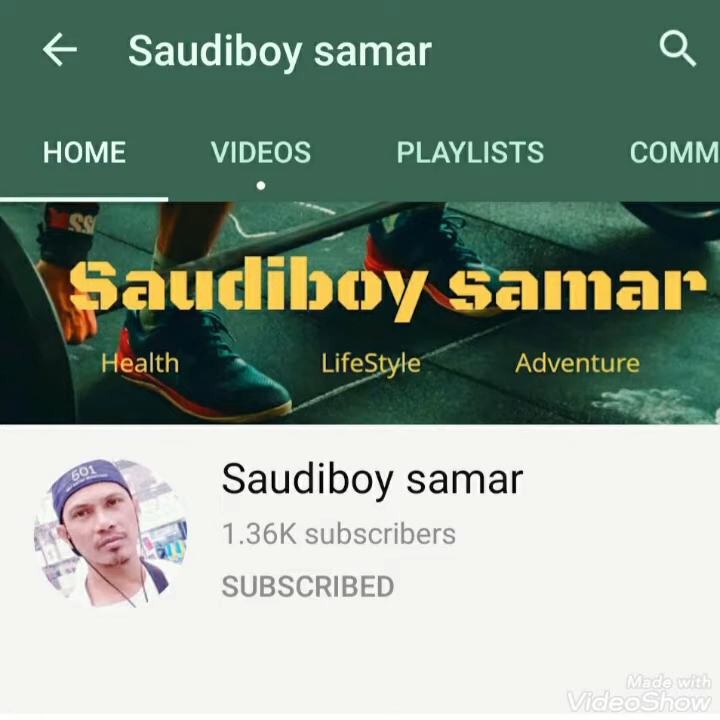 Saudiboy samar
HOME VIDEOS PLAYLISTS COMM
Saudiboy samar
Health LifeStyle Adventure
601
Saudiboy samar
1.36K subscribers
SUBSCRIBED
Made with
VideoShow